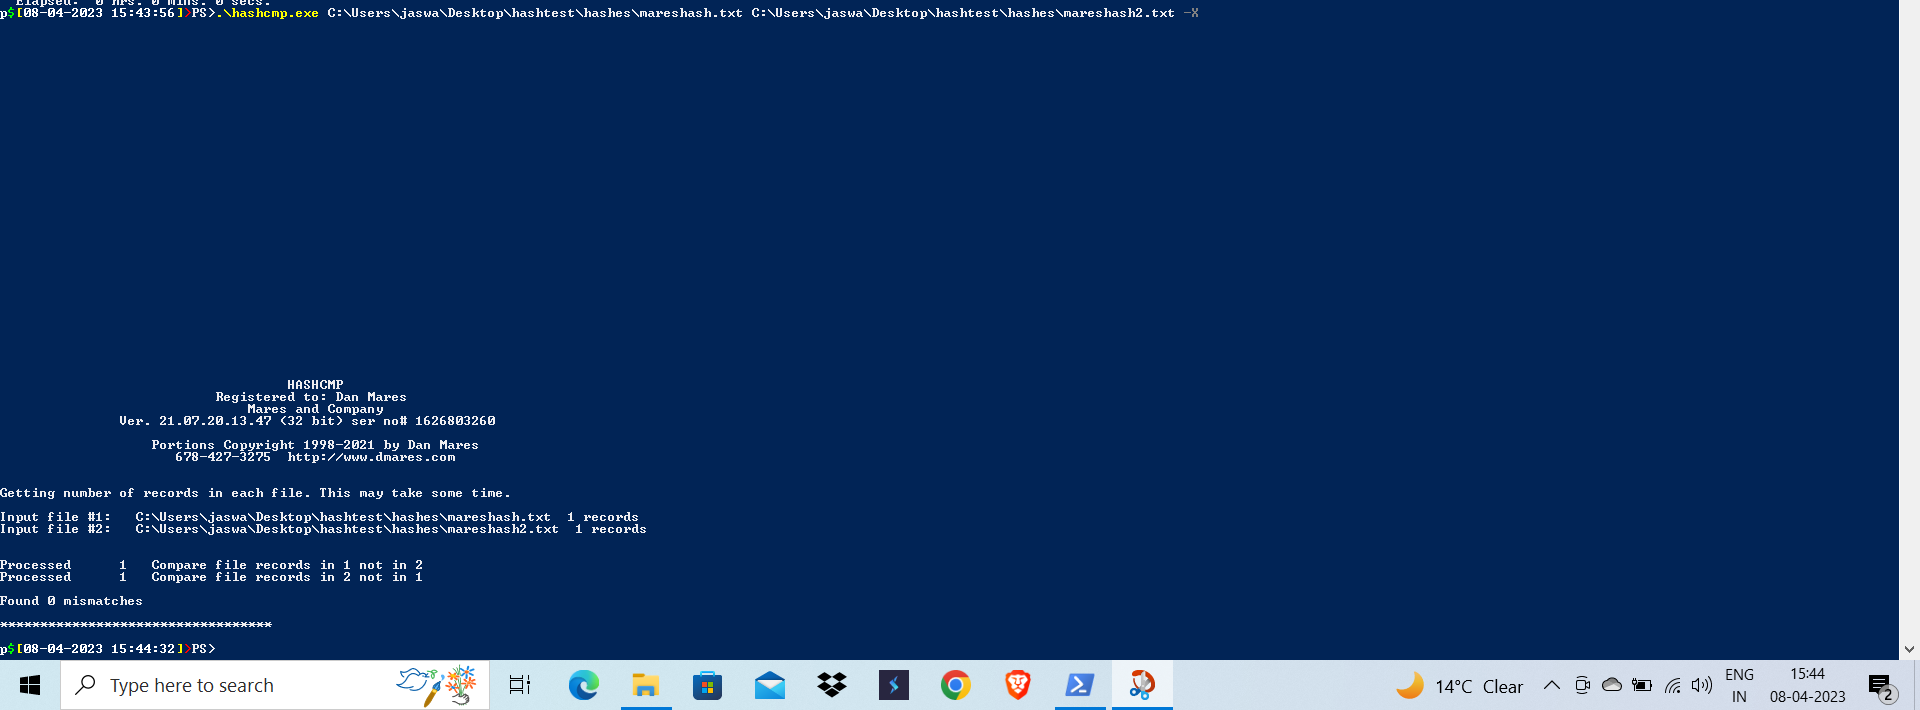 Elapsed: 0 hrs. 0 mins. 0 secs.
p$[08-04-2023 15:43:56]>PS>.\hashcmp.exe C:\Users\jaswa\Desktop\hashtest\hashes\mareshash.txt C:\Users\jaswa\Desktop\hashtest\hashes\mareshash2.txt -X
HASHCMP
Registered to: Dan Mares
Mares and Company
Ver. 21.07.20.13.47 (32 bit) ser no# 1626803260
Portions Copyright 1998-2021 by Dan Mares
678-427-3275 http://www.dmares.com
Getting number of records in each file. This may take some time.
Input file #1: C:\Users\jaswa\Desktop\hashtest\hashes\mareshash.txt 1 records
Input file #2: C:\Users\jaswa\Desktop\hashtest\hashes\mareshash2.txt 1 records
Processed 1 Compare file records in 1 not in 2
Processed 1 Compare file records in 2 not in 1
Found 0 mismatches
**********************************
p$[08-04-2023 15:44:32]>PS>
Type here to search
14°C Clear
ENG
IN
15:44
08-04-2023
2